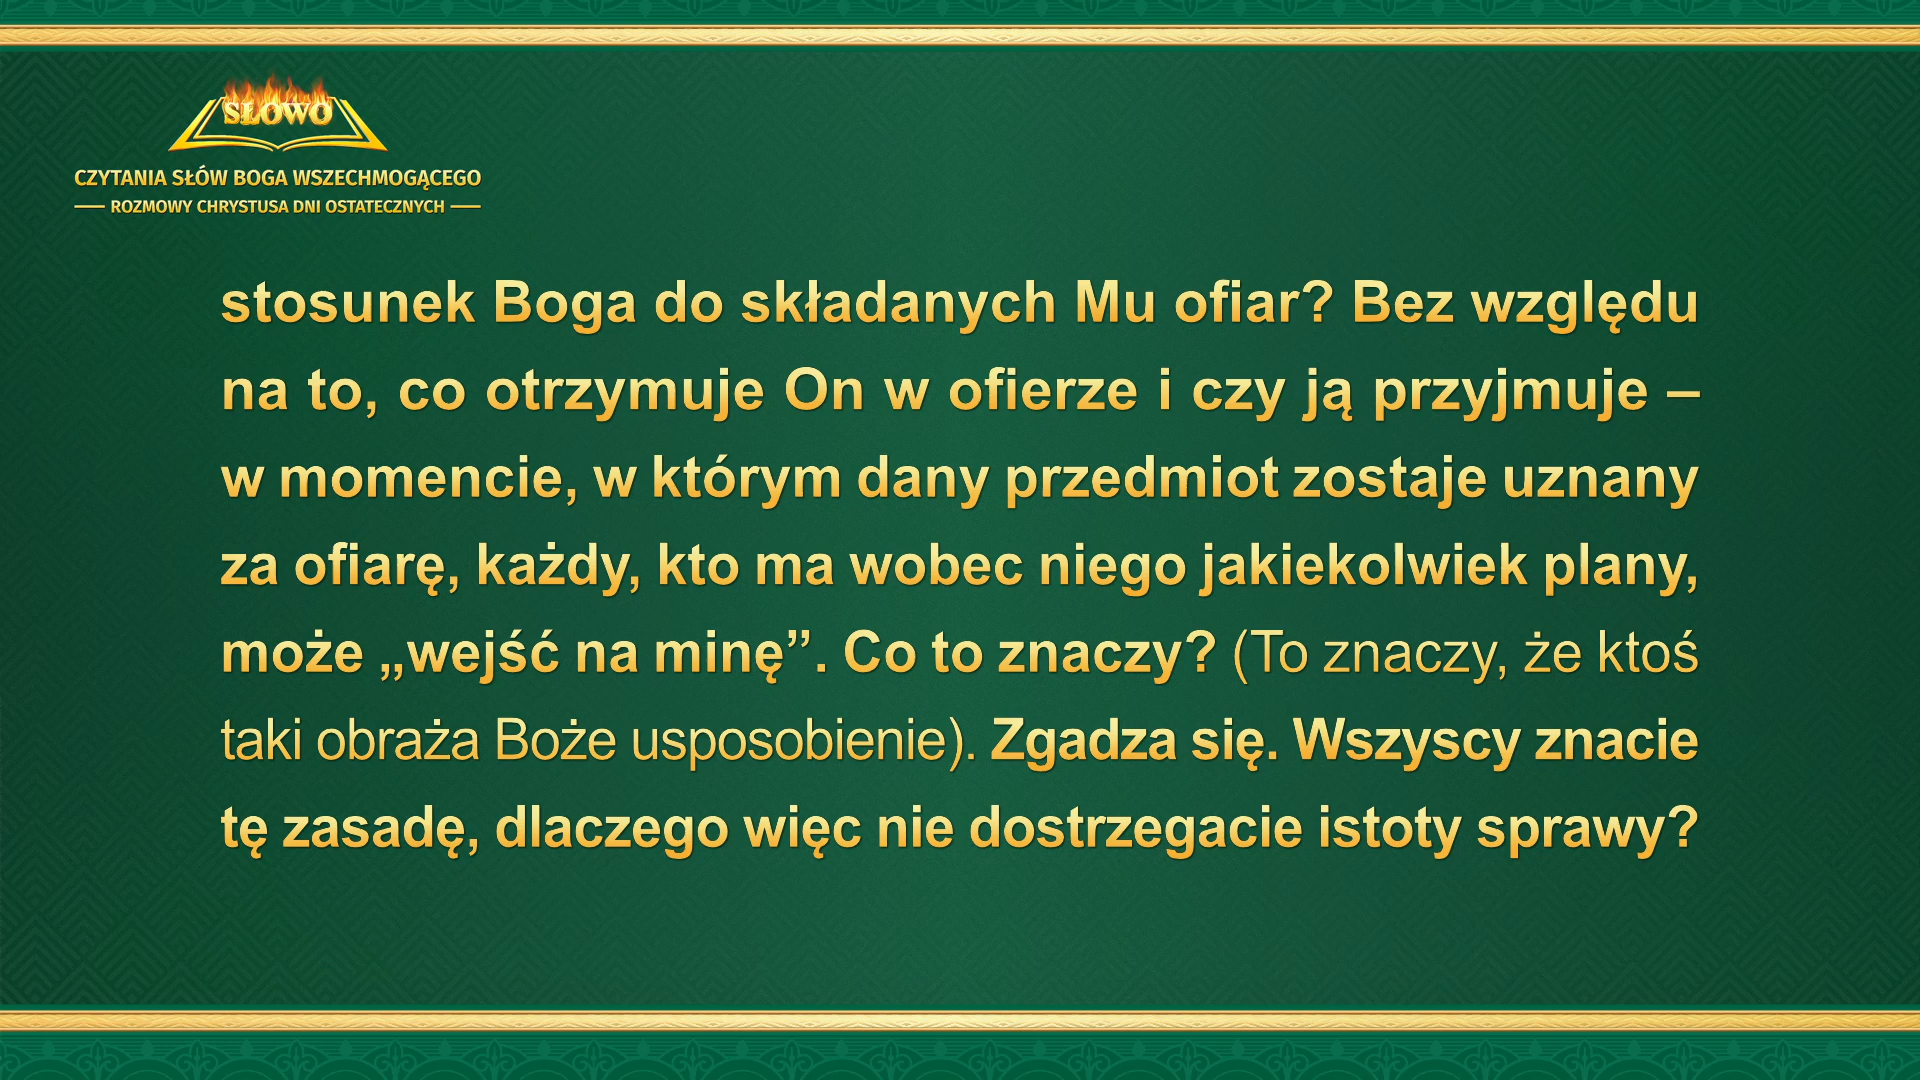 SŁOWO
CZYTANIA SŁÓW BOGA WSZECHMOGĄCEGO
ROZMOWY CHRYSTUSA DNI OSTATECZNYCH
stosunek Boga do składanych Mu ofiar? Bez względu
na to, co otrzymuje On w ofierze i czy ją przyjmuje –
w momencie, w którym dany przedmiot zostaje uznany
za ofiarę, każdy, kto ma wobec niego jakiekolwiek plany,
może „wejść na minę”. Co to znaczy? (To znaczy, że ktoś
taki obraża Boże usposobienie). Zgadza się. Wszyscy znacie
tę zasadę, dlaczego więc nie dostrzegacie istoty sprawy?